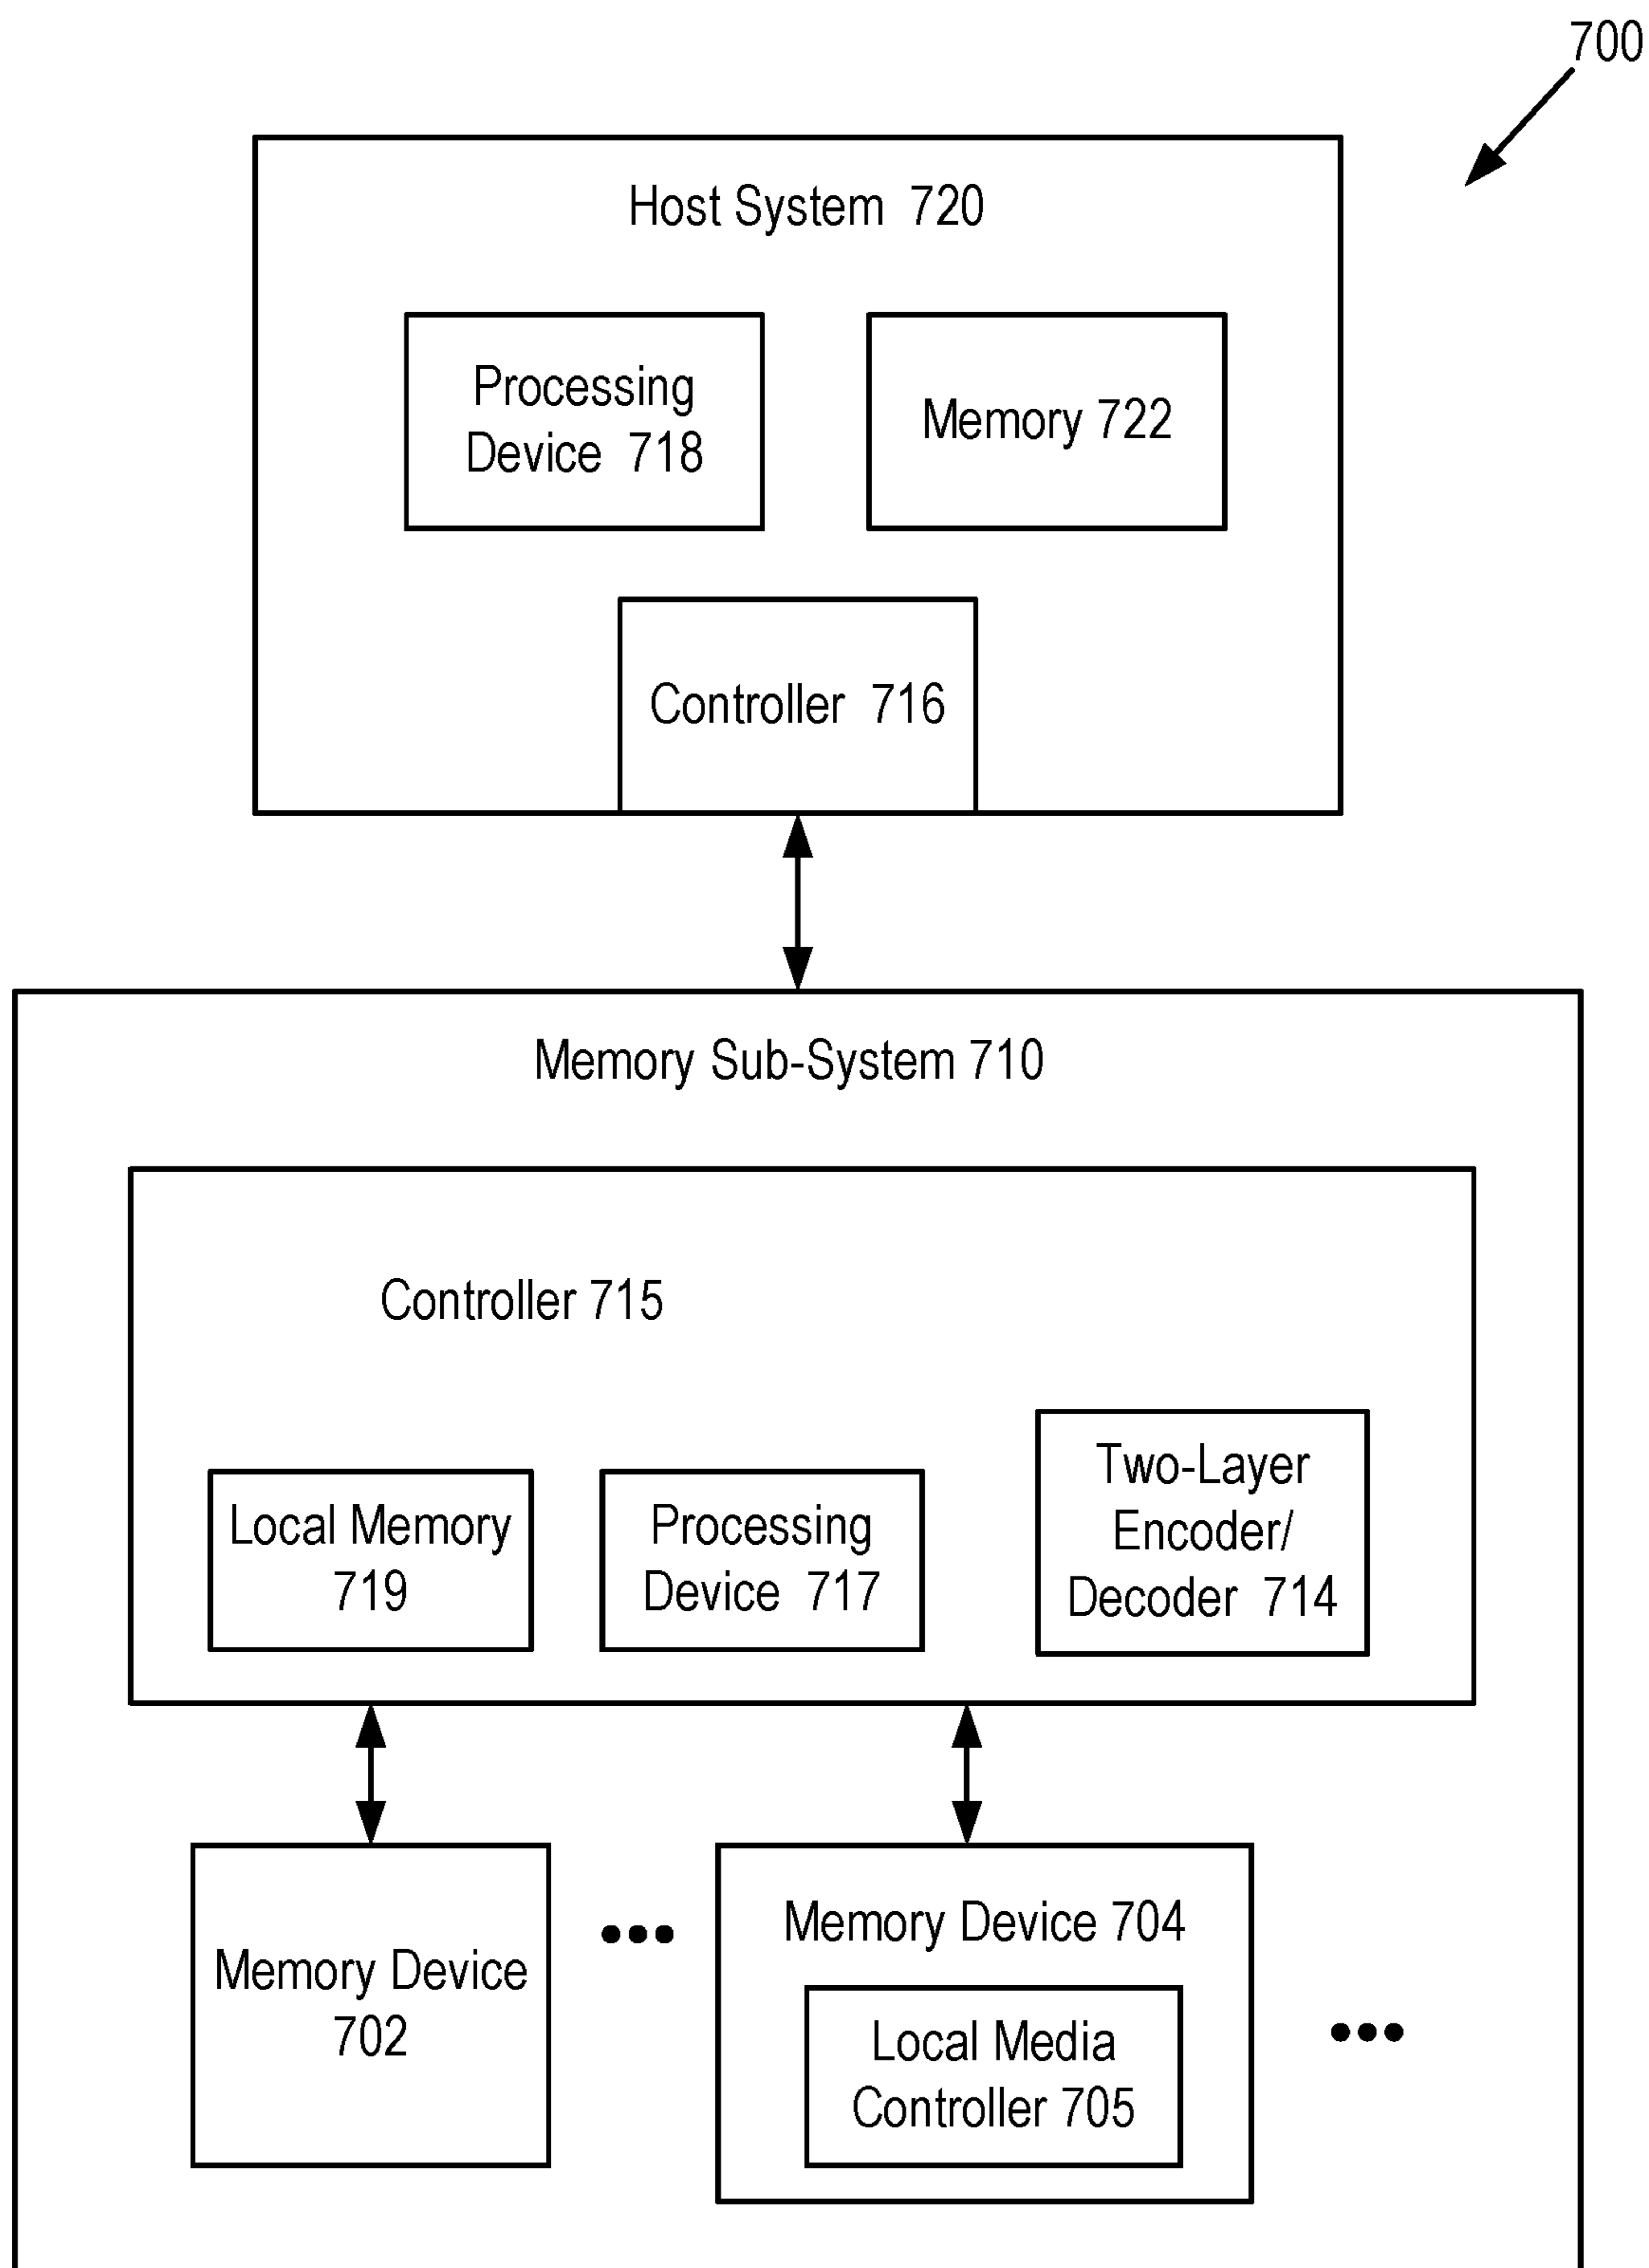 700
Host System 720
Processing
Device 718
Memory 722
Controller 716
Memory Sub-System 710
Controller 715
Local Memory
719
Processing
Device 717
Two-Layer
Encoder/
Decoder 714
Memory Device
702
Memory Device 704
Local Media
Controller 705